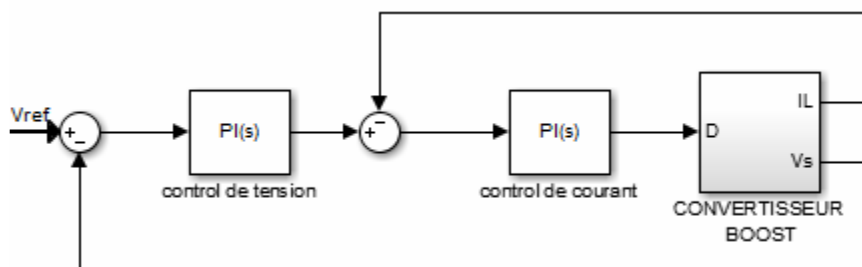 Vref
+
−
PI(s)
control de tension
+
−
PI(s)
control de courant
D
IL
Vs
CONVERTISSEUR
BOOST